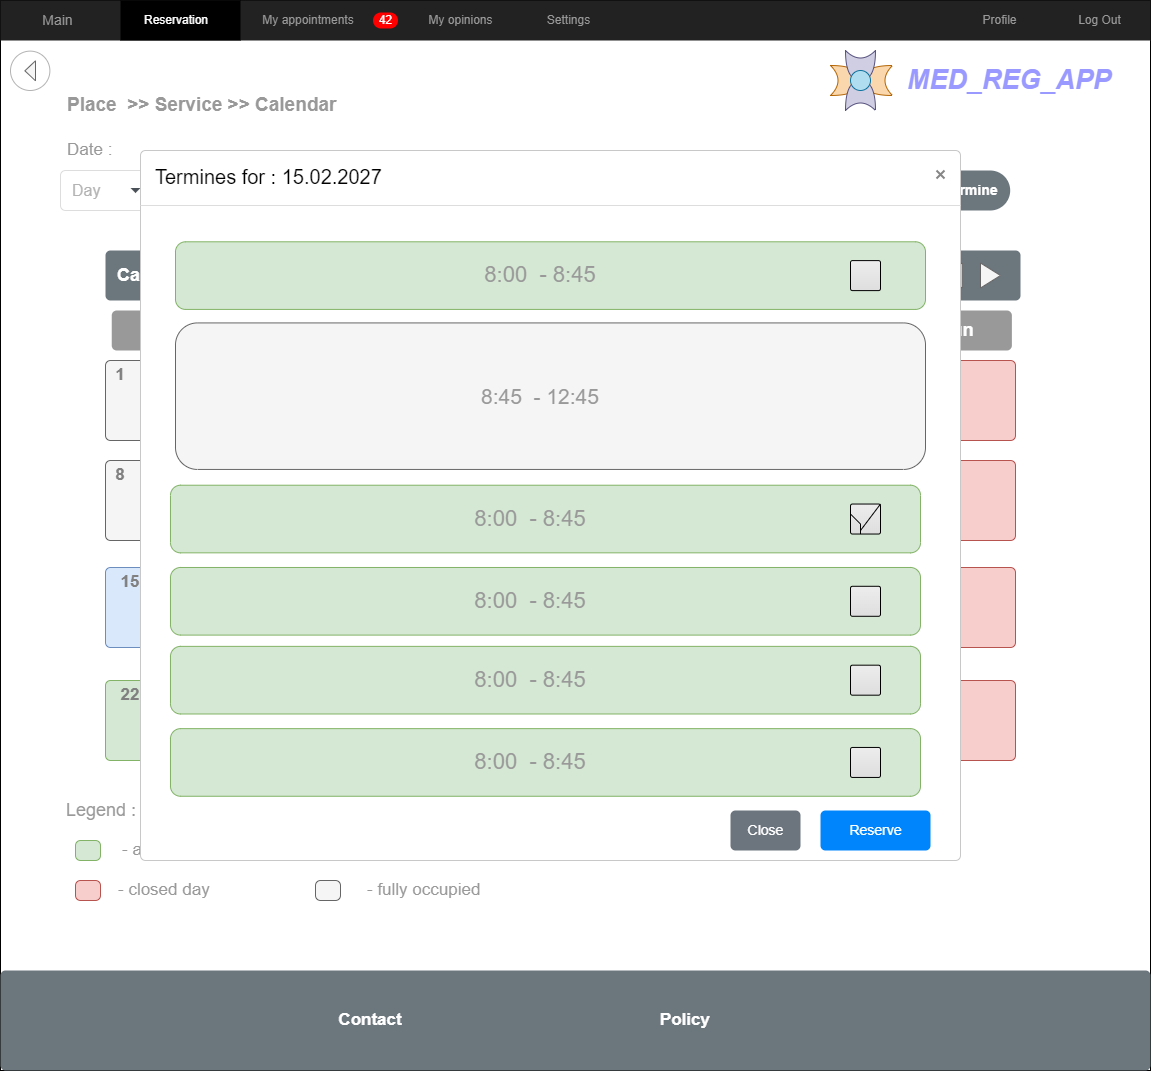 Main Reservation My appointments 42 My opinions Settings Profile Log Out
MED_REG_APP
Place >> Service >> Calendar
Date :
Termines for : 15.02.2027 ×
Day
8:00 - 8:45
1
8:45 - 12:45
8
8:00 - 8:45
15
8:00 - 8:45
22
8:00 - 8:45
8:00 - 8:45
Legend :
Close Reserve
- closed day - fully occupied
Contact Policy